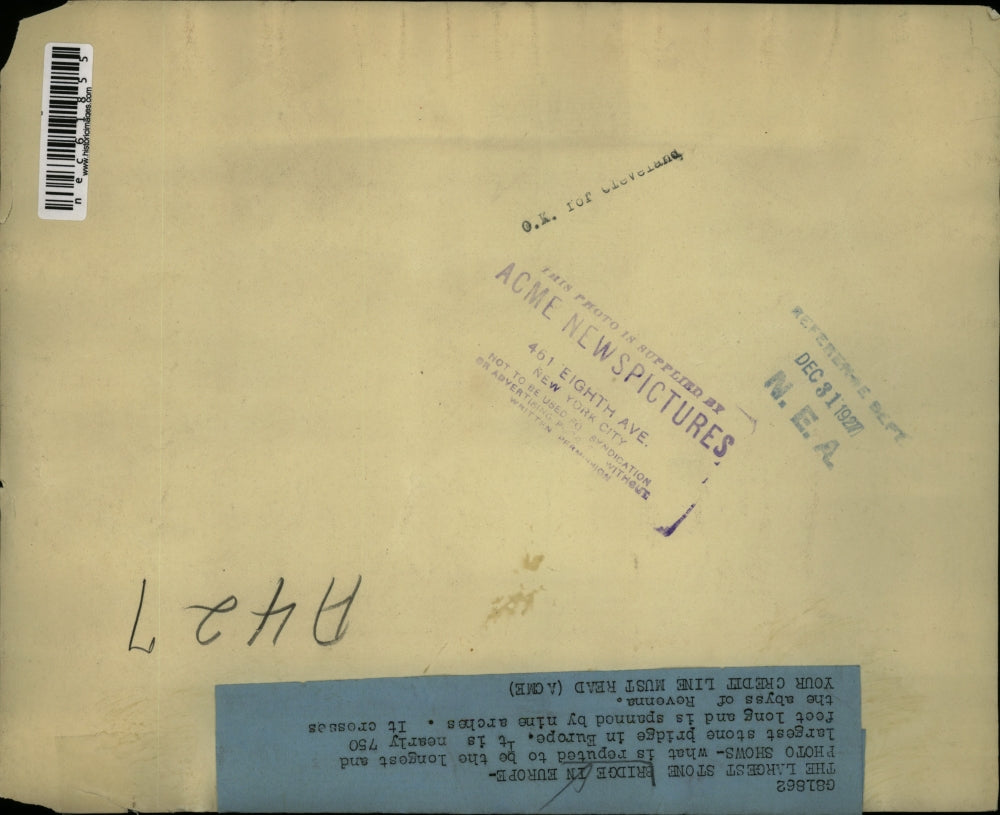 nec61855
www.historicimages.com
O.K. for Cleveland
THIS PHOTO IS SUPPLIED BY
ACME NEWSPICTURES
461 EIGHTH AVE.
NEW YORK CITY
NOT TO BE USED FO SYNDICATION
OR ADVERTISING WITHOUT
WRITTEN PERMISSION
REFERENCE DEPT
DEC 31 1927
N. E. A.
A427
G81862
THE LARGEST STONE BRIDGE IN EUROPE-
PHOTO SHOWS- what is reputed to be the longest and
largest stone bridge in Europe. It is nearly 750
feet long and is spanned by nine arches. It crosses
the abyss of Rovenna.
YOUR CREDIT LINE MUST READ (ACME)